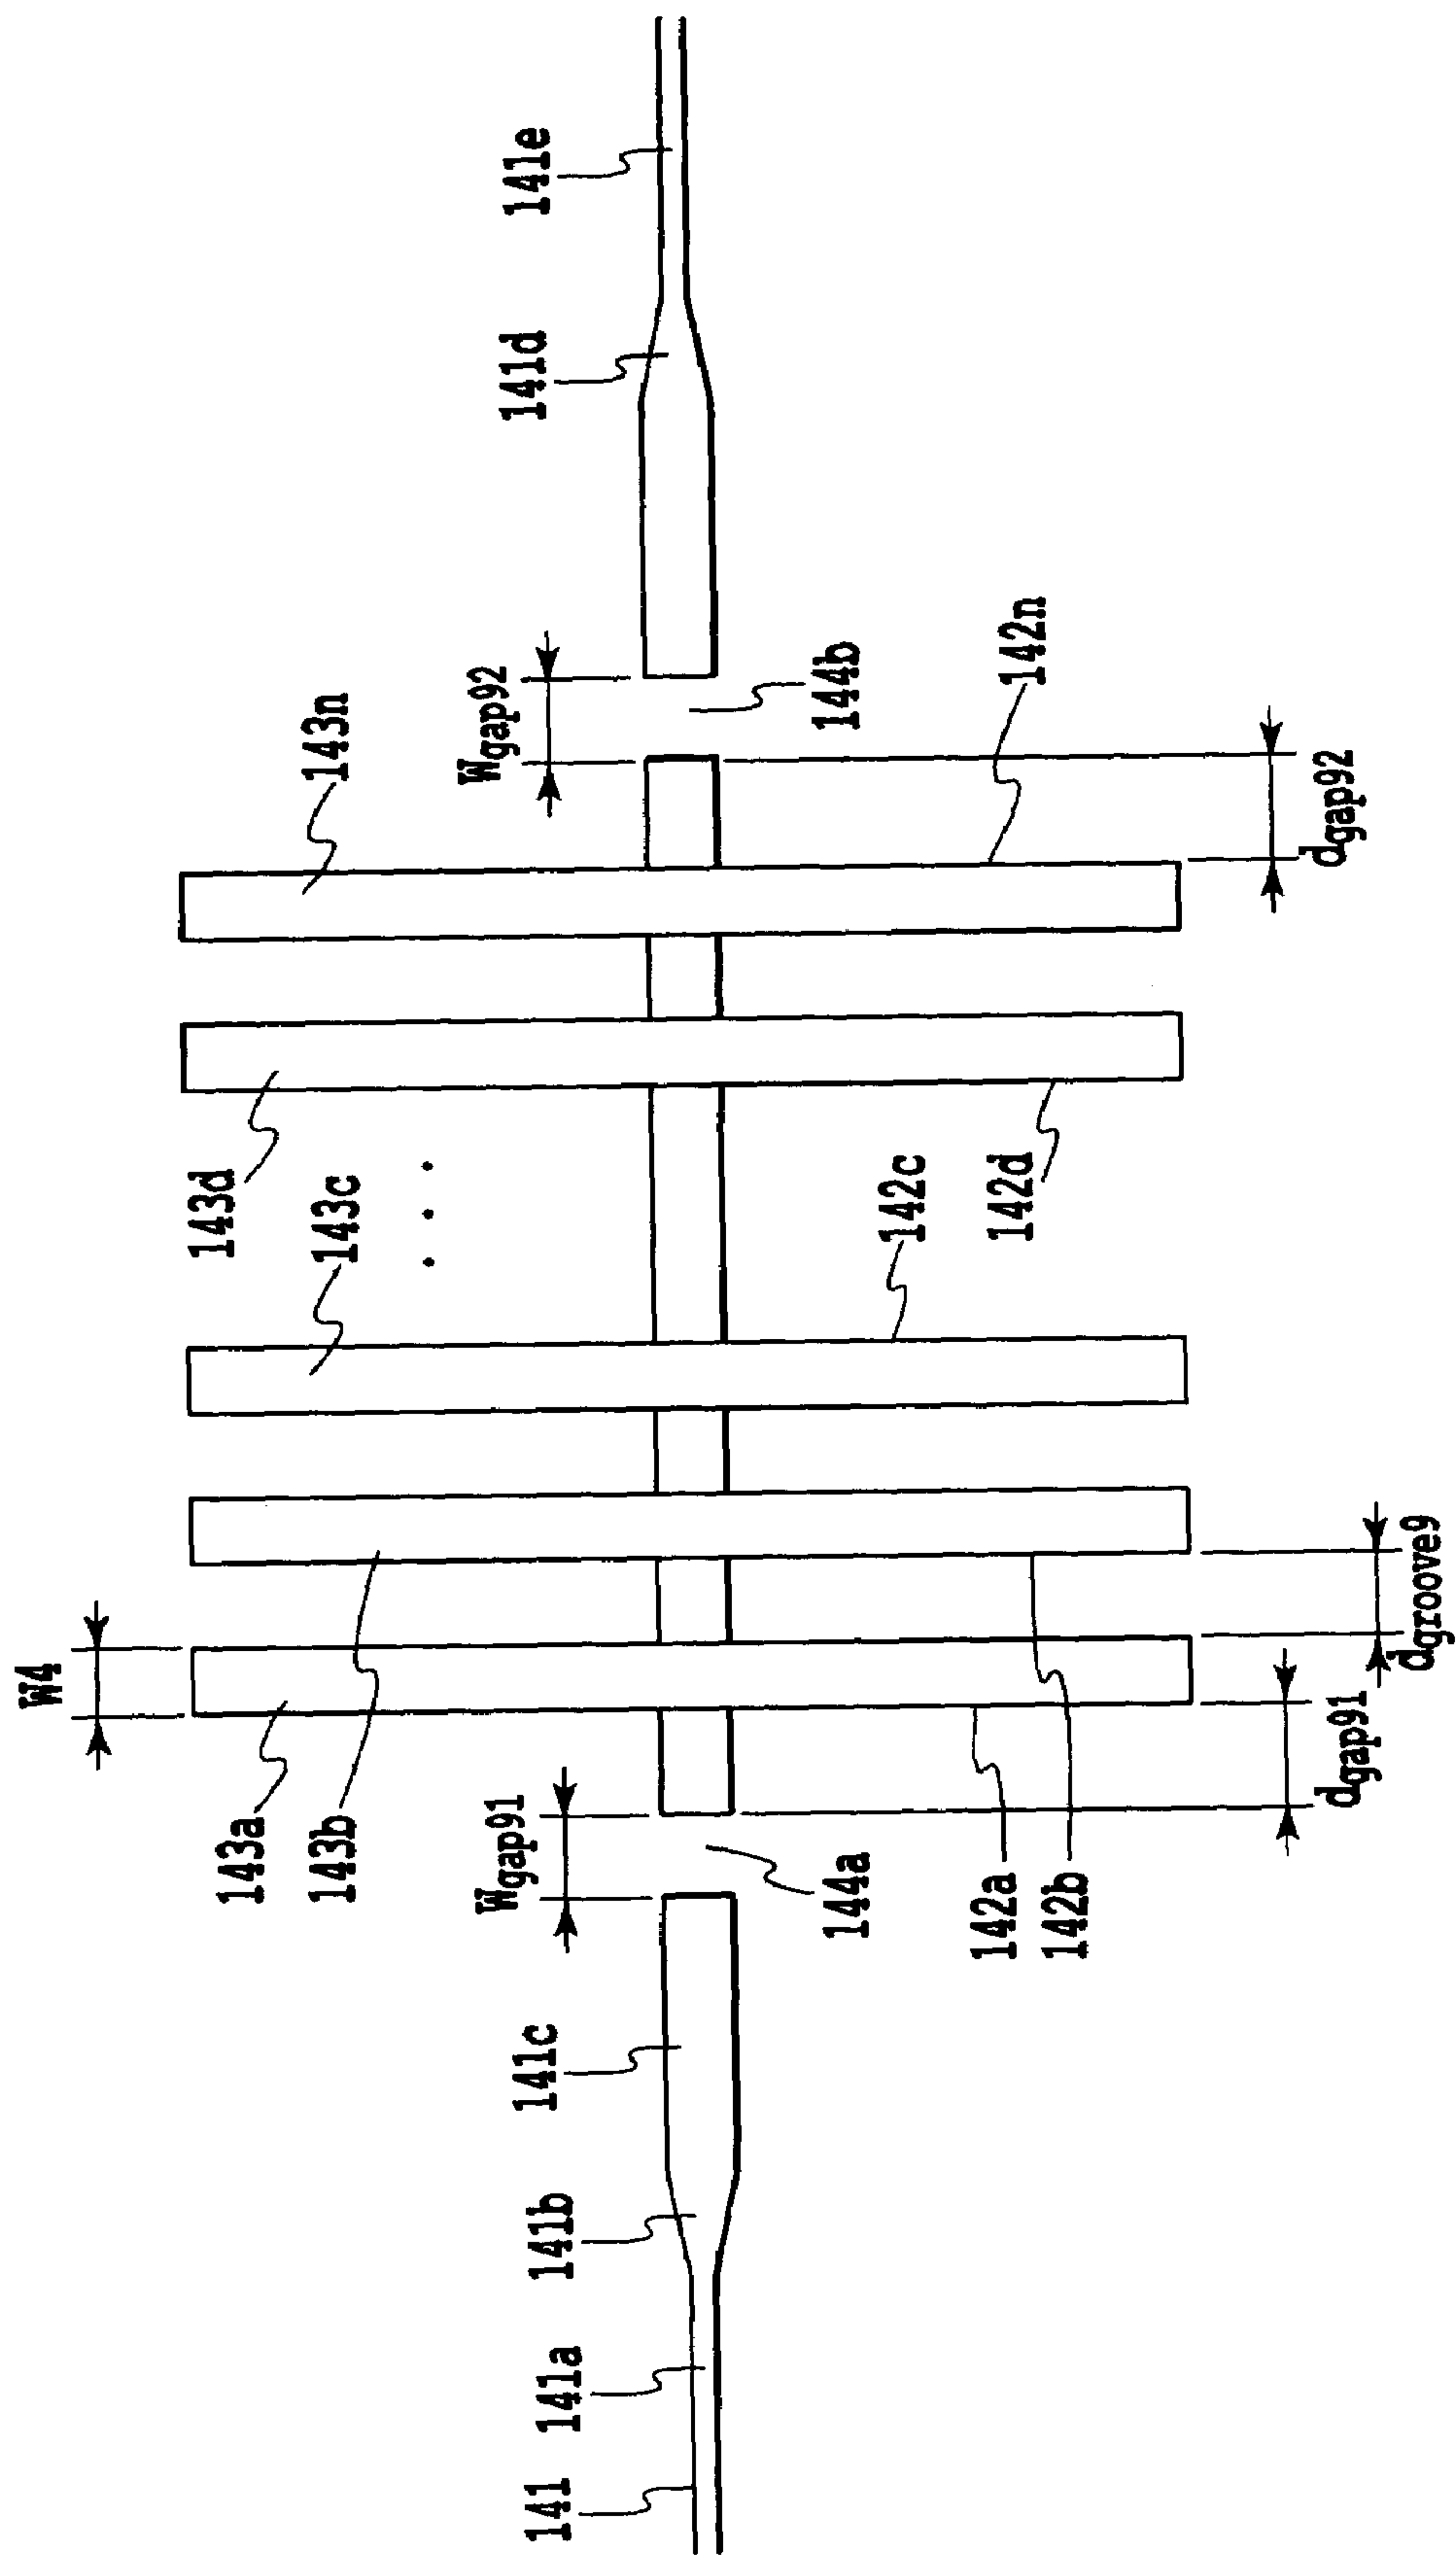 W4
143a
143b
143c
143d
143n
. . .
Wgap91
Wgap92
141
141a
141b
141c
141d
141e
144a
144b
142a
142b
142c
142d
142n
dgap91
dgroove9
dgap92